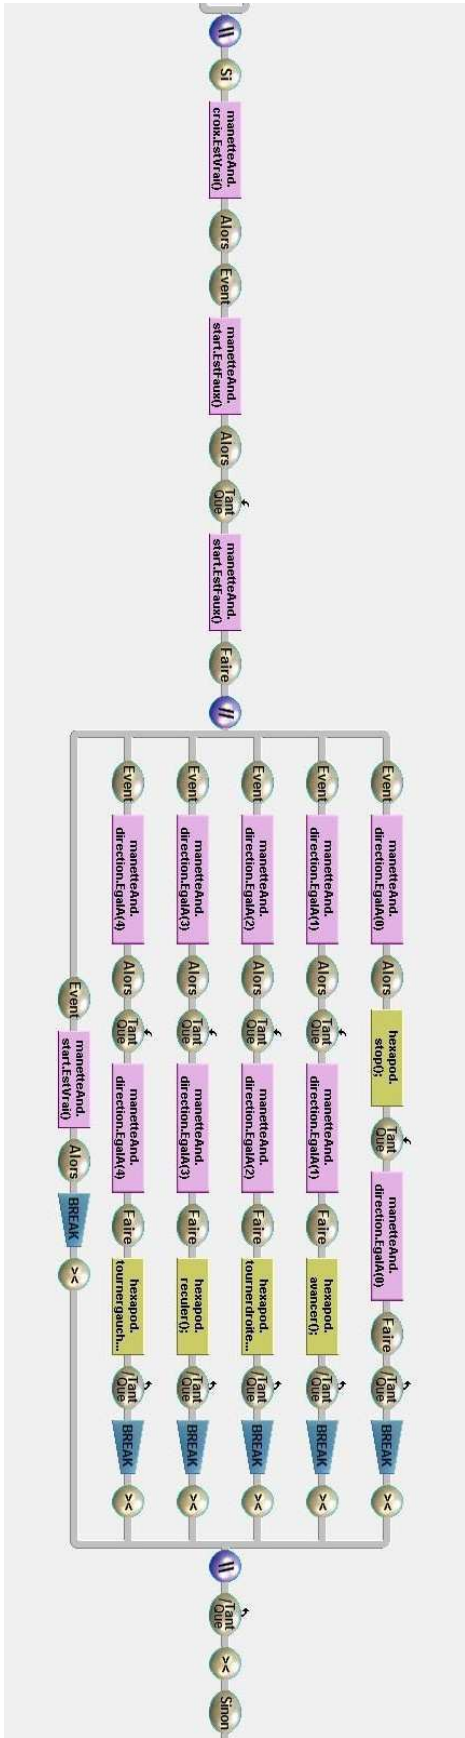 //
Si
manetteAnd.
croix.EstVrai()
Alors
Event
manetteAnd.
start.EstFaux()
Alors
Tant
Que
manetteAnd.
start.EstFaux()
Faire
//
Event
manetteAnd.
direction.EgalA(0)
Alors
hexapod.
stop();
Tant
Que
manetteAnd.
direction.EgalA(0)
Faire
/Tant
Que
BREAK
><
Event
manetteAnd.
direction.EgalA(1)
Alors
Tant
Que
manetteAnd.
direction.EgalA(1)
Faire
hexapod.
avancer();
/Tant
Que
BREAK
><
Event
manetteAnd.
direction.EgalA(2)
Alors
Tant
Que
manetteAnd.
direction.EgalA(2)
Faire
hexapod.
tournerdroite...
/Tant
Que
BREAK
><
Event
manetteAnd.
direction.EgalA(3)
Alors
Tant
Que
manetteAnd.
direction.EgalA(3)
Faire
hexapod.
reculer();
/Tant
Que
BREAK
><
Event
manetteAnd.
direction.EgalA(4)
Alors
Tant
Que
manetteAnd.
direction.EgalA(4)
Faire
hexapod.
tournergauch...
/Tant
Que
BREAK
><
Event
manetteAnd.
start.EstVrai()
Alors
BREAK
><
//
/Tant
Que
><
Sinon